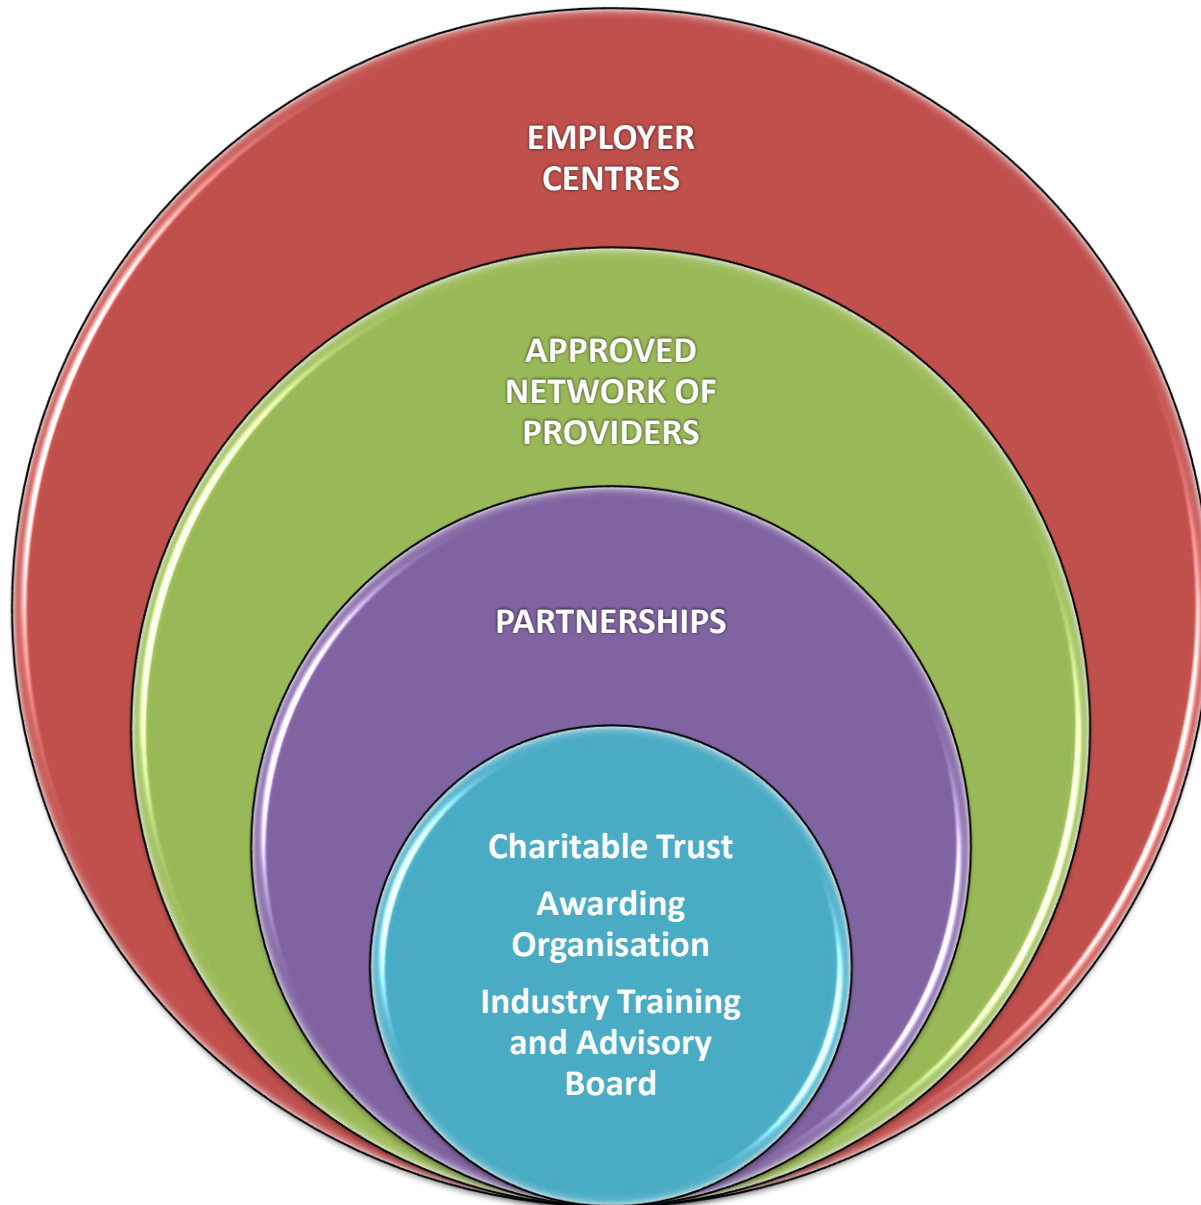 EMPLOYER
CENTRES
APPROVED
NETWORK OF
PROVIDERS
PARTNERSHIPS
Charitable Trust
Awarding
Organisation
Industry Training
and Advisory
Board